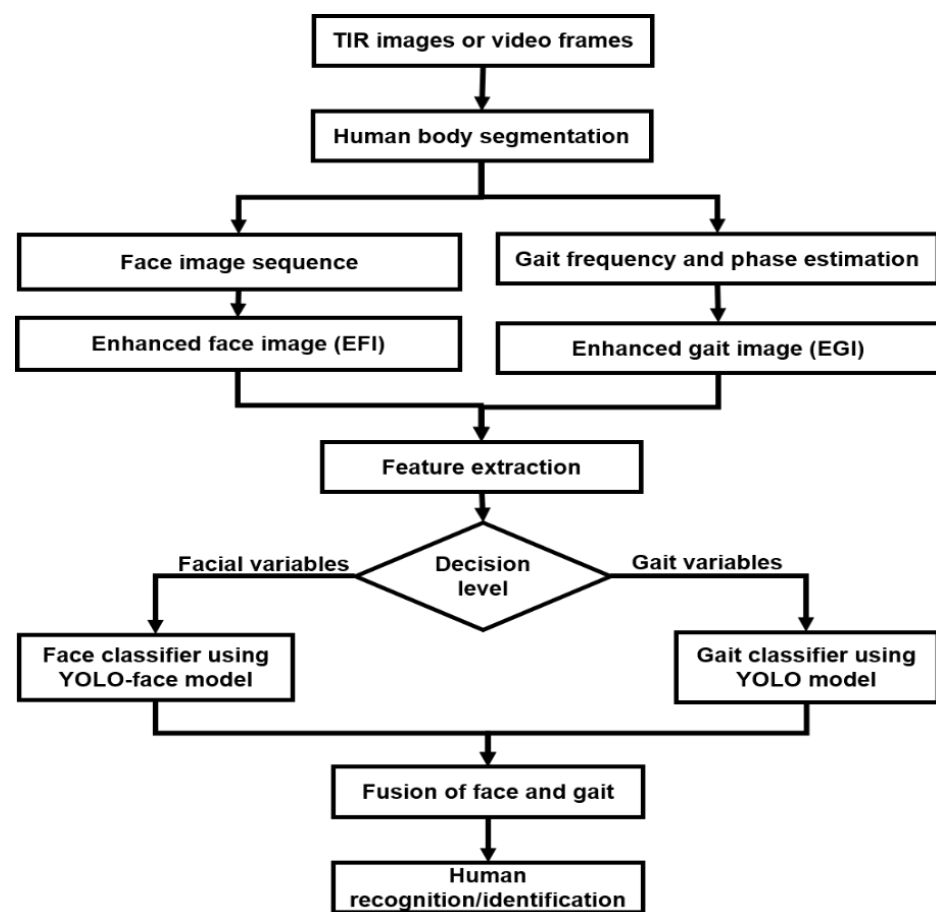 TIR images or video frames
Human body segmentation
Face image sequence
Gait frequency and phase estimation
Enhanced face image (EFI)
Enhanced gait image (EGI)
Feature extraction
Facial variables
Decision
level
Gait variables
Face classifier using
YOLO-face model
Gait classifier using
YOLO model
Fusion of face and gait
Human
recognition/identification